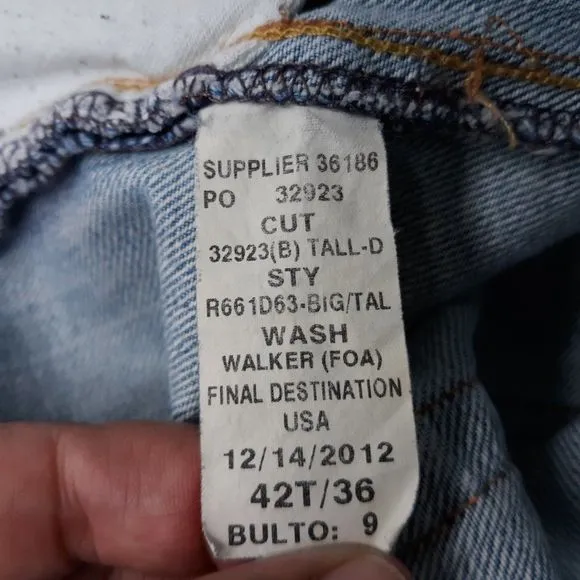 SUPPLIER 36186
PO 32923
CUT
32923(B) TALL-D
STY
R661D63-BIG/TAL
WASH
WALKER (FOA)
FINAL DESTINATION
USA
12/14/2012
42T/36
BULTO: 9